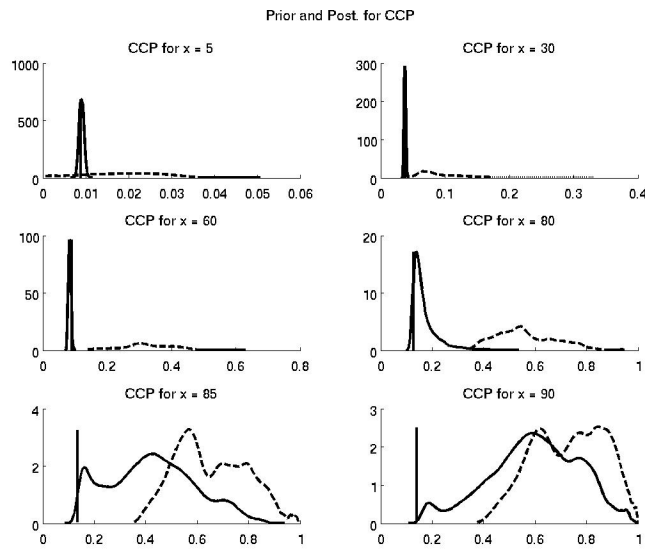 Prior and Post. for CCP
CCP for x = 5
CCP for x = 30
1000
500
0
0 0.01 0.02 0.03 0.04 0.05 0.06
300
200
100
0
0 0.1 0.2 0.3 0.4
CCP for x = 60
CCP for x = 80
100
50
0
0 0.2 0.4 0.6 0.8
20
10
0
0 0.2 0.4 0.6 0.8 1
CCP for x = 85
CCP for x = 90
4
2
0
0 0.2 0.4 0.6 0.8 1
3
2
1
0
0 0.2 0.4 0.6 0.8 1